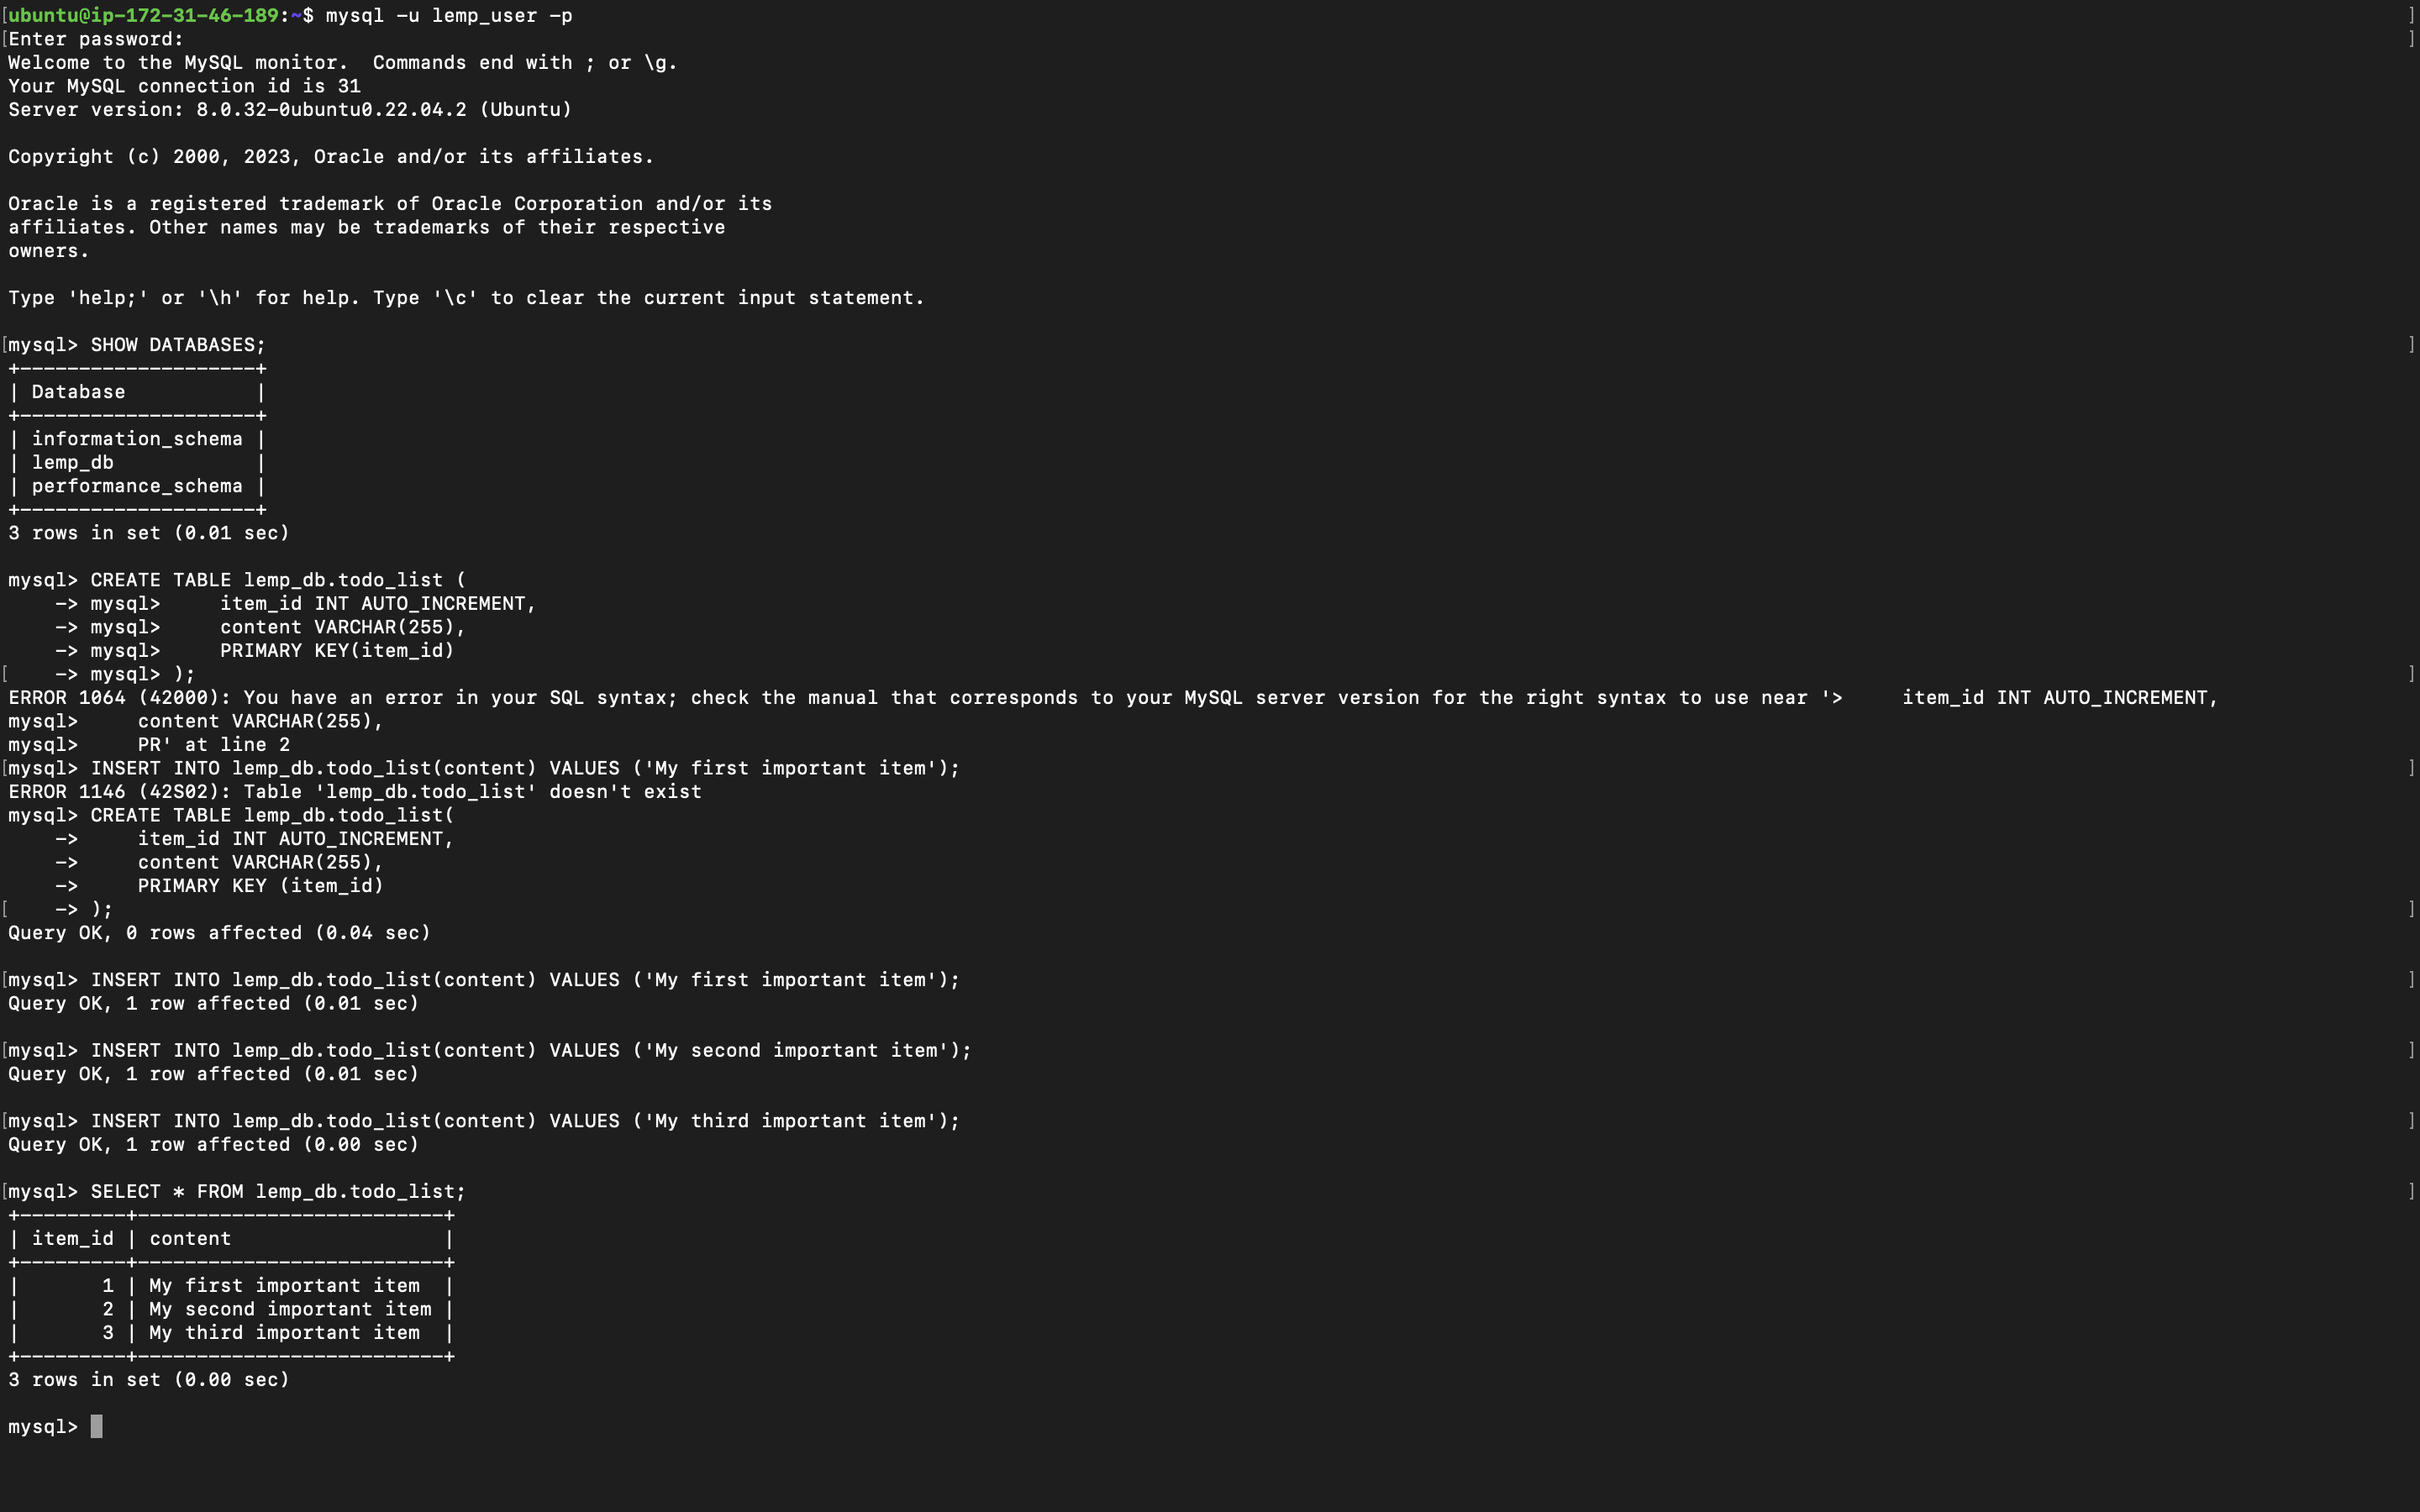 [ubuntu@ip-172-31-46-189:~$ mysql -u lemp_user -p ]
[Enter password: ]
Welcome to the MySQL monitor.  Commands end with ; or \g.
Your MySQL connection id is 31
Server version: 8.0.32-0ubuntu0.22.04.2 (Ubuntu)

Copyright (c) 2000, 2023, Oracle and/or its affiliates.

Oracle is a registered trademark of Oracle Corporation and/or its
affiliates. Other names may be trademarks of their respective
owners.

Type 'help;' or '\h' for help. Type '\c' to clear the current input statement.

[mysql> SHOW DATABASES; ]
+--------------------+
| Database           |
+--------------------+
| information_schema |
| lemp_db            |
| performance_schema |
+--------------------+
3 rows in set (0.01 sec)

mysql> CREATE TABLE lemp_db.todo_list (
    -> mysql>     item_id INT AUTO_INCREMENT,
    -> mysql>     content VARCHAR(255),
    -> mysql>     PRIMARY KEY(item_id)
[    -> mysql> ); ]
ERROR 1064 (42000): You have an error in your SQL syntax; check the manual that corresponds to your MySQL server version for the right syntax to use near '>     item_id INT AUTO_INCREMENT,
mysql>     content VARCHAR(255),
mysql>     PR' at line 2
[mysql> INSERT INTO lemp_db.todo_list(content) VALUES ('My first important item'); ]
ERROR 1146 (42S02): Table 'lemp_db.todo_list' doesn't exist
mysql> CREATE TABLE lemp_db.todo_list(
    ->     item_id INT AUTO_INCREMENT,
    ->     content VARCHAR(255),
    ->     PRIMARY KEY (item_id)
[    -> ); ]
Query OK, 0 rows affected (0.04 sec)

[mysql> INSERT INTO lemp_db.todo_list(content) VALUES ('My first important item'); ]
Query OK, 1 row affected (0.01 sec)

[mysql> INSERT INTO lemp_db.todo_list(content) VALUES ('My second important item'); ]
Query OK, 1 row affected (0.01 sec)

[mysql> INSERT INTO lemp_db.todo_list(content) VALUES ('My third important item'); ]
Query OK, 1 row affected (0.00 sec)

[mysql> SELECT * FROM lemp_db.todo_list; ]
+---------+--------------------------+
| item_id | content                  |
+---------+--------------------------+
|       1 | My first important item  |
|       2 | My second important item |
|       3 | My third important item  |
+---------+--------------------------+
3 rows in set (0.00 sec)

mysql>